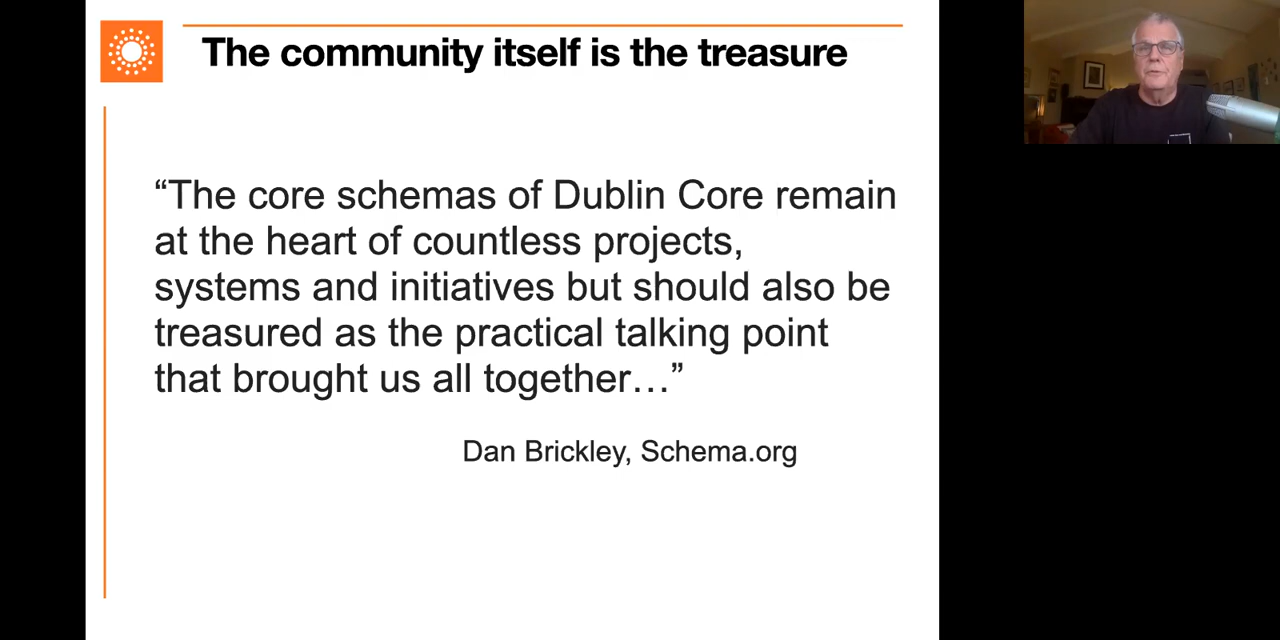 The community itself is the treasure
“The core schemas of Dublin Core remain
at the heart of countless projects,
systems and initiatives but should also be
treasured as the practical talking point
that brought us all together…”
Dan Brickley, Schema.org